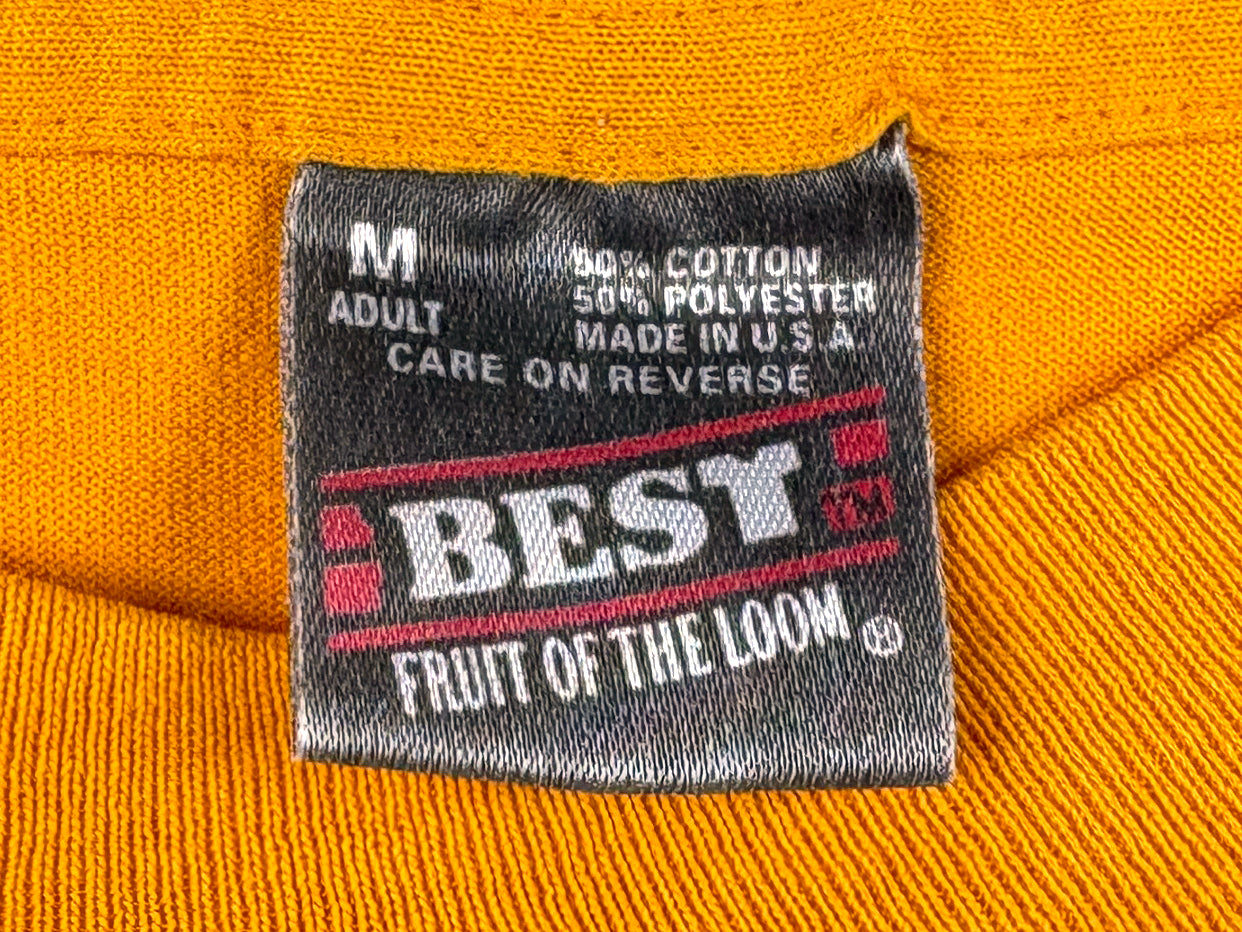 M
ADULT
50% COTTON
50% POLYESTER
MADE IN U.S.A.
CARE ON REVERSE
BEST
TM
FRUIT OF THE LOOM ®